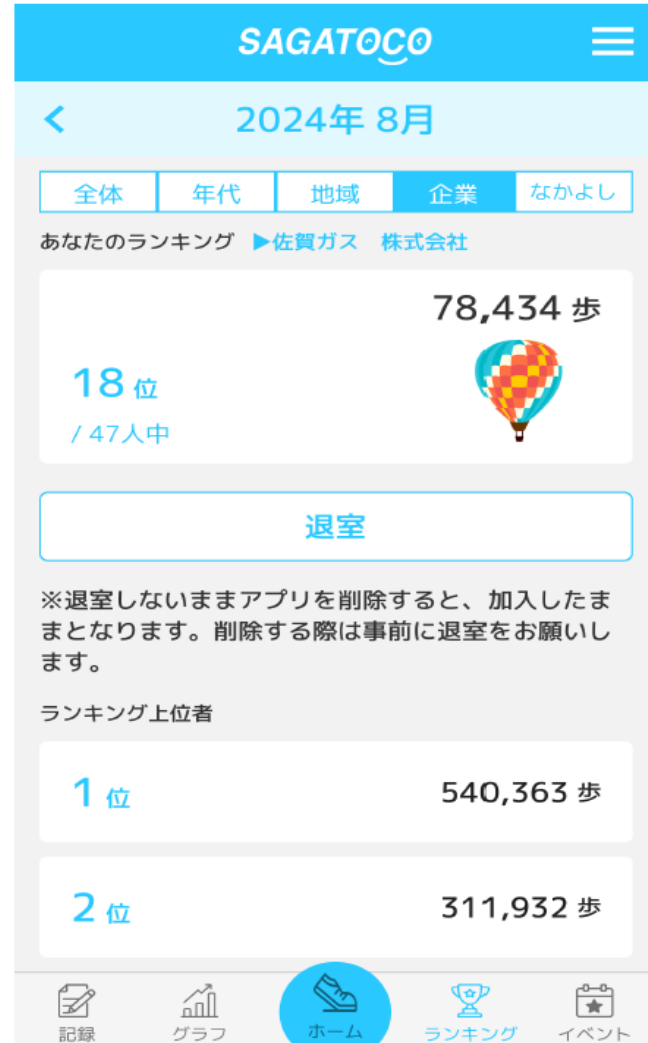 SAGATOCO
2024年 8月
全体 年代 地域 企業 なかよし
あなたのランキング ▶佐賀ガス 株式会社
78,434 歩
18 位
/ 47人中
退室
※退室しないままアプリを削除すると、加入したま
まとなります。削除する際は事前に退室をお願いし
ます。
ランキング上位者
1 位 540,363 歩
2 位 311,932 歩
記録 グラフ ホーム ランキング イベント